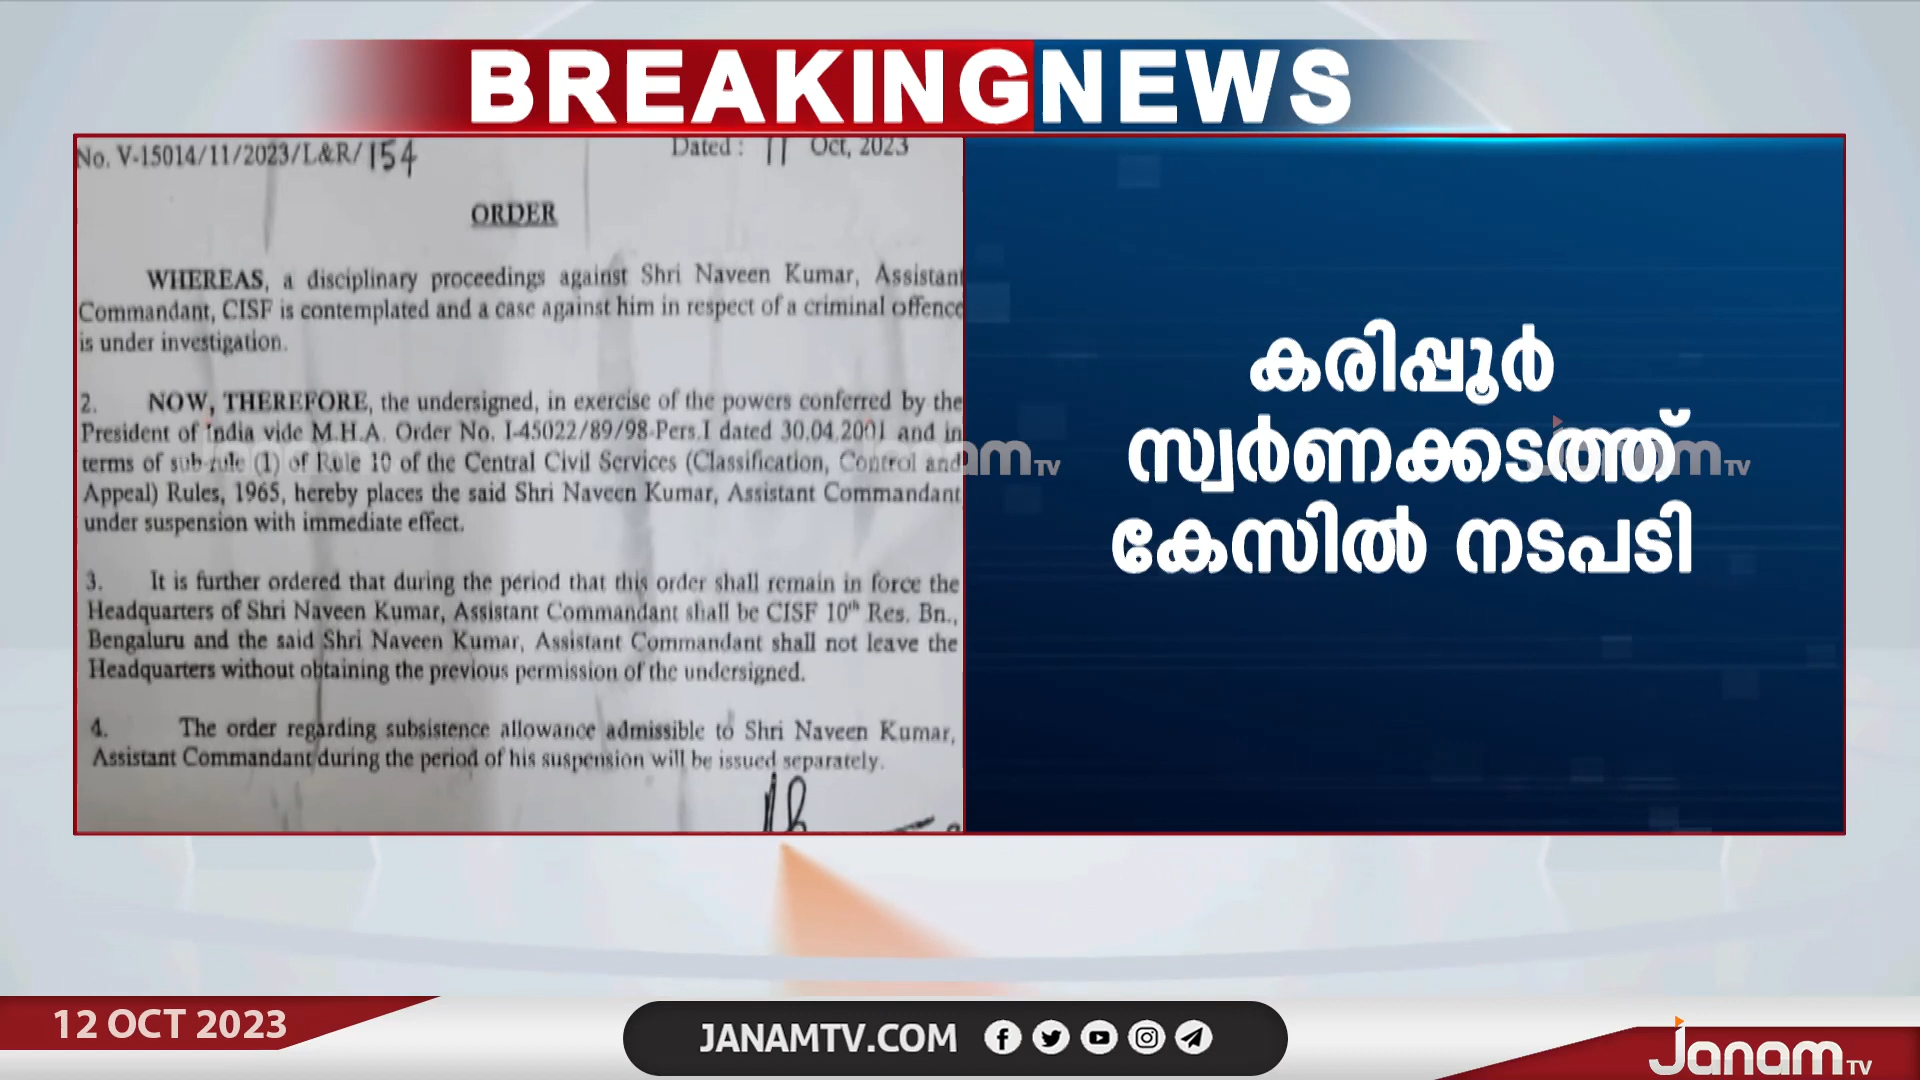 BREAKINGNEWS
No. V-15014/11/2023/L&R/154
Dated : 11 Oct, 2023
ORDER
WHEREAS, a disciplinary proceedings against Shri Naveen Kumar, Assistant
Commandant, CISF is contemplated and a case against him in respect of a criminal offence
is under investigation.
2. NOW, THEREFORE, the undersigned, in exercise of the powers conferred by the
President of India vide M.H.A. Order No. I-45022/89/98-Pers.I dated 30.04.2001 and in
terms of sub-rule (1) of Rule 10 of the Central Civil Services (Classification, Control and
Appeal) Rules, 1965, hereby places the said Shri Naveen Kumar, Assistant Commandant
under suspension with immediate effect.
3. It is further ordered that during the period that this order shall remain in force the
Headquarters of Shri Naveen Kumar, Assistant Commandant shall be CISF 10th Res. Bn.,
Bengaluru and the said Shri Naveen Kumar, Assistant Commandant shall not leave the
Headquarters without obtaining the previous permission of the undersigned.
4. The order regarding subsistence allowance admissible to Shri Naveen Kumar,
Assistant Commandant during the period of his suspension will be issued separately.
കരിപ്പൂർ
സ്വർണക്കടത്ത്
കേസിൽ നടപടി
Janam TV
Janam TV
12 OCT 2023
JANAMTV.COM
Janam TV